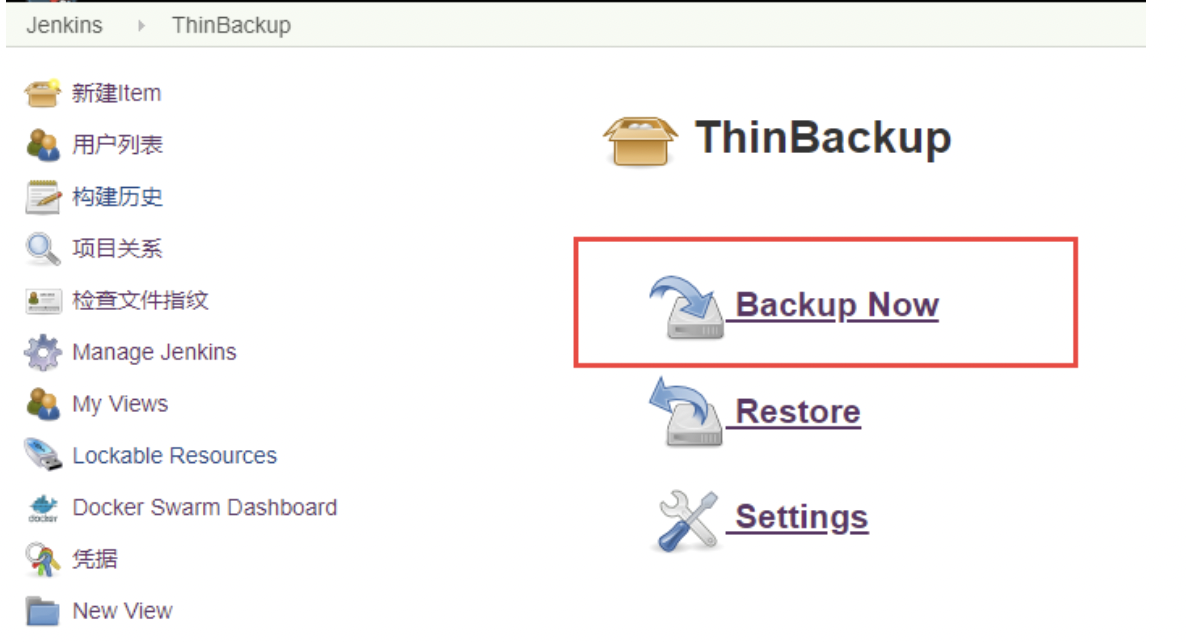 Jenkins ThinBackup
新建Item
用户列表
构建历史
项目关系
检查文件指纹
Manage Jenkins
My Views
Lockable Resources
docker
Docker Swarm Dashboard
凭据
New View
ThinBackup
Backup Now
Restore
Settings